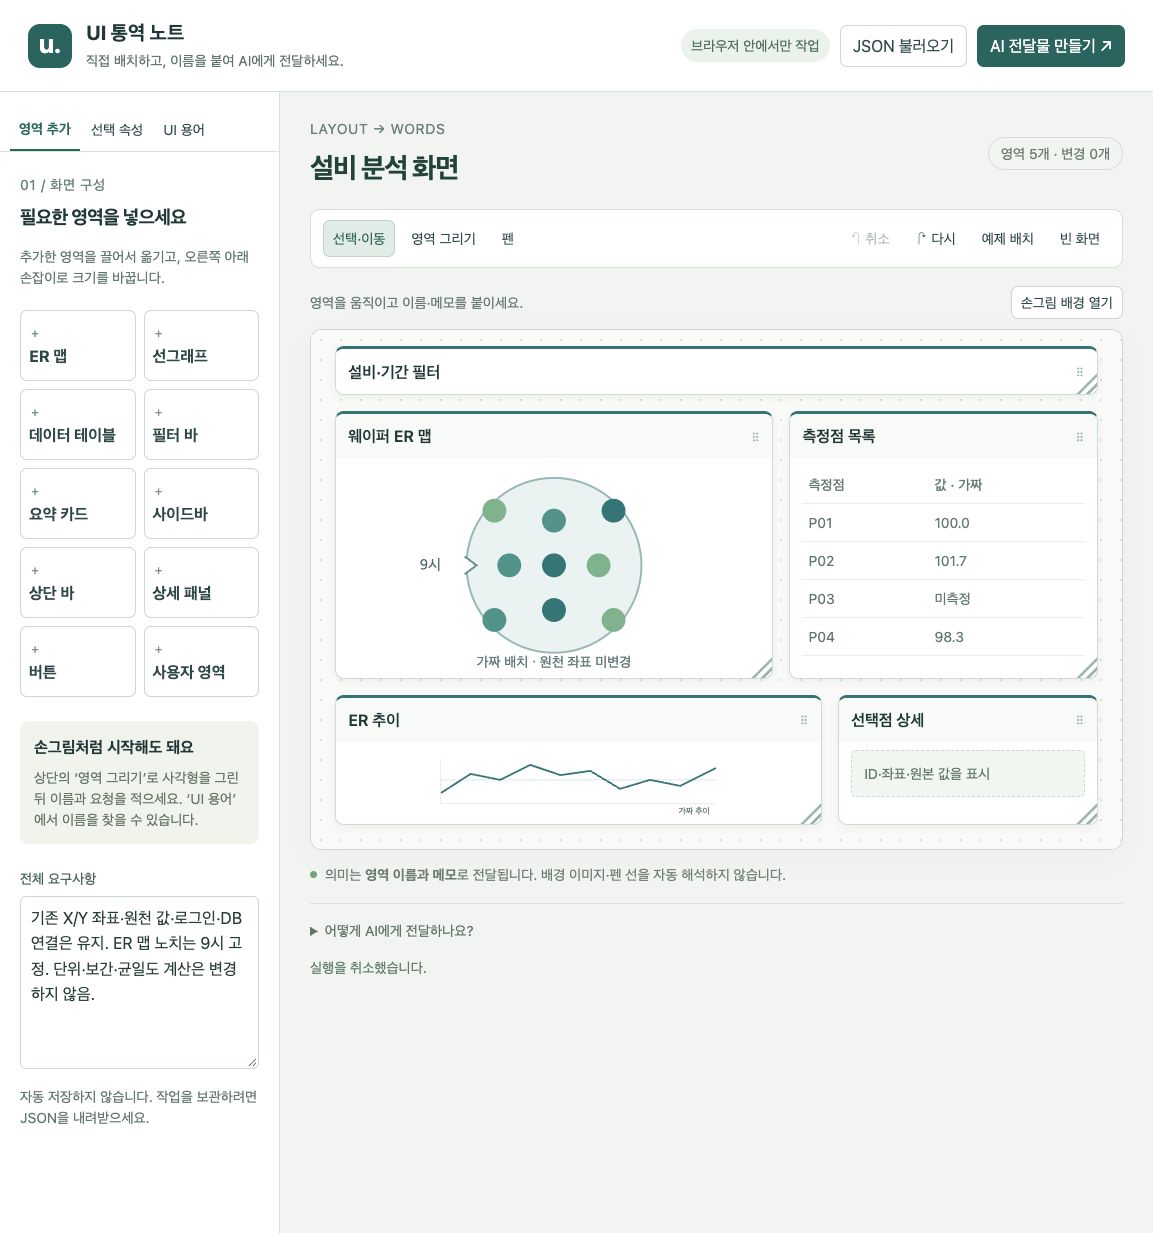 u.
UI 통역 노트
직접 배치하고, 이름을 붙여 AI에게 전달하세요.
브라우저 안에서만 작업
JSON 불러오기
AI 전달물 만들기 ↗
영역 추가
선택 속성
UI 용어
01 / 화면 구성
필요한 영역을 넣으세요
추가한 영역을 끌어서 옮기고, 오른쪽 아래
손잡이로 크기를 바꿉니다.
+
ER 맵
+
선그래프
+
데이터 테이블
+
필터 바
+
요약 카드
+
사이드바
+
상단 바
+
상세 패널
+
버튼
+
사용자 영역
손그림처럼 시작해도 돼요
상단의 ‘영역 그리기’로 사각형을 그린
뒤 이름과 요청을 적으세요. ‘UI 용어’
에서 이름을 찾을 수 있습니다.
전체 요구사항
기존 X/Y 좌표·원천 값·로그인·DB
연결은 유지. ER 맵 노치는 9시 고
정. 단위·보간·균일도 계산은 변경
하지 않음.
자동 저장하지 않습니다. 작업을 보관하려면
JSON을 내려받으세요.
LAYOUT → WORDS
설비 분석 화면
영역 5개 · 변경 0개
선택·이동
영역 그리기
펜
취소
다시
예제 배치
빈 화면
영역을 움직이고 이름·메모를 붙이세요.
손그림 배경 열기
설비·기간 필터
웨이퍼 ER 맵
9시
가짜 배치 · 원천 좌표 미변경
측정점 목록
측정점
값 · 가짜
P01
100.0
P02
101.7
P03
미측정
P04
98.3
ER 추이
가짜 추이
선택점 상세
ID·좌표·원본 값을 표시
의미는 영역 이름과 메모로 전달됩니다. 배경 이미지·펜 선을 자동 해석하지 않습니다.
▶ 어떻게 AI에게 전달하나요?
실행을 취소했습니다.